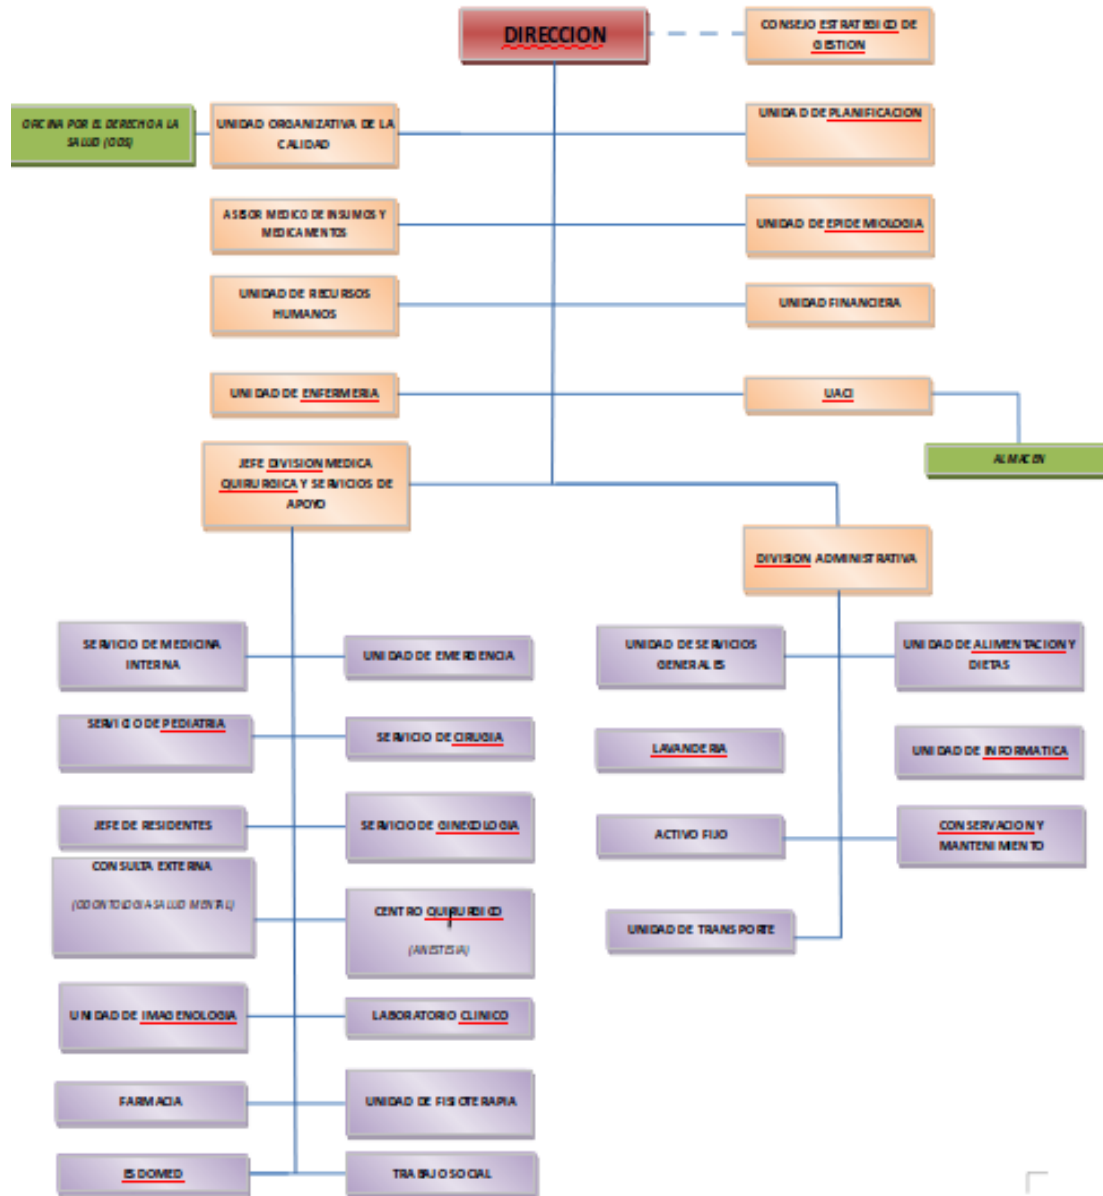 DIRECCION
CONSEJO ESTRATEGICO DE
GESTION
OFICINA POR EL DERECHO A LA
SALUD (ODS)
UNIDAD ORGANIZATIVA DE LA
CALIDAD
UNIDAD DE PLANIFICACION
ASESOR MEDICO DE INSUMOS Y
MEDICAMENTOS
UNIDAD DE EPIDEMIOLOGIA
UNIDAD DE RECURSOS
HUMANOS
UNIDAD FINANCIERA
UNIDAD DE ENFERMERIA
UACI
ALMACEN
JEFE DIVISION MEDICA
QUIRURGICA Y SERVICIOS DE
APOYO
DIVISION ADMINISTRATIVA
SERVICIO DE MEDICINA
INTERNA
UNIDAD DE EMERGENCIA
UNIDAD DE SERVICIOS
GENERALES
UNIDAD DE ALIMENTACION Y
DIETAS
SERVICIO DE PEDIATRIA
SERVICIO DE CIRUGIA
LAVANDERIA
UNIDAD DE INFORMATICA
JEFE DE RESIDENTES
SERVICIO DE GINECOLOGIA
ACTIVO FIJO
CONSERVACION Y
MANTENIMIENTO
CONSULTA EXTERNA
(ODONTOLOGIA SALUD MENTAL)
CENTRO QUIRURGICO
(ANESTESIA)
UNIDAD DE TRANSPORTE
UNIDAD DE IMAGENOLOGIA
LABORATORIO CLINICO
FARMACIA
UNIDAD DE FISIOTERAPIA
ESDOMED
TRABAJO SOCIAL